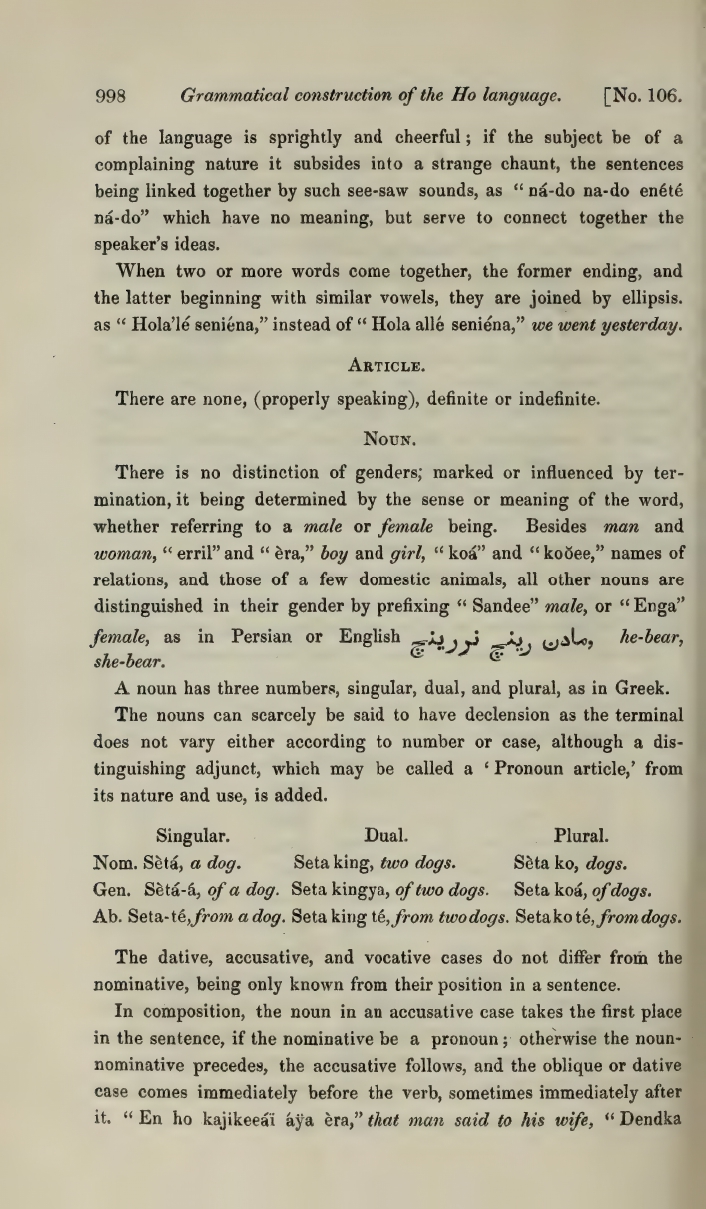 998 Grammatical construction of the Ho language. [No. 106.
of the language is sprightly and cheerful; if the subject be of a
complaining nature it subsides into a strange chaunt, the sentences
being linked together by such see-saw sounds, as “ ná-do na-do enété
ná-do” which have no meaning, but serve to connect together the
speaker’s ideas.
When two or more words come together, the former ending, and
the latter beginning with similar vowels, they are joined by ellipsis.
as “ Hola’lé seniéna,” instead of “ Hola allé seniéna,” we went yesterday.
ARTICLE.
There are none, (properly speaking), definite or indefinite.
NOUN.
There is no distinction of genders; marked or influenced by ter-
mination, it being determined by the sense or meaning of the word,
whether referring to a male or female being. Besides man and
woman, “ erril” and “ èra,” boy and girl, “ koá” and “ koŏee,” names of
relations, and those of a few domestic animals, all other nouns are
distinguished in their gender by prefixing “ Sandee” male, or “ Enga”
female, as in Persian or English he-bear,
she-bear.
A noun has three numbers, singular, dual, and plural, as in Greek.
The nouns can scarcely be said to have declension as the terminal
does not vary either according to number or case, although a dis-
tinguishing adjunct, which may be called a ‘ Pronoun article,’ from
its nature and use, is added.
Singular. Dual. Plural.
Nom. Sètá, a dog. Seta king, two dogs. Sèta ko, dogs.
Gen. Sètá-á, of a dog. Seta kingya, of two dogs. Seta koá, of dogs.
Ab. Seta-té, from a dog. Seta king té, from two dogs. Seta ko té, from dogs.
The dative, accusative, and vocative cases do not differ from the
nominative, being only known from their position in a sentence.
In composition, the noun in an accusative case takes the first place
in the sentence, if the nominative be a pronoun; otherwise the noun-
nominative precedes, the accusative follows, and the oblique or dative
case comes immediately before the verb, sometimes immediately after
it. “ En ho kajikeeáï áÿa èra,” that man said to his wife, “ Dendka